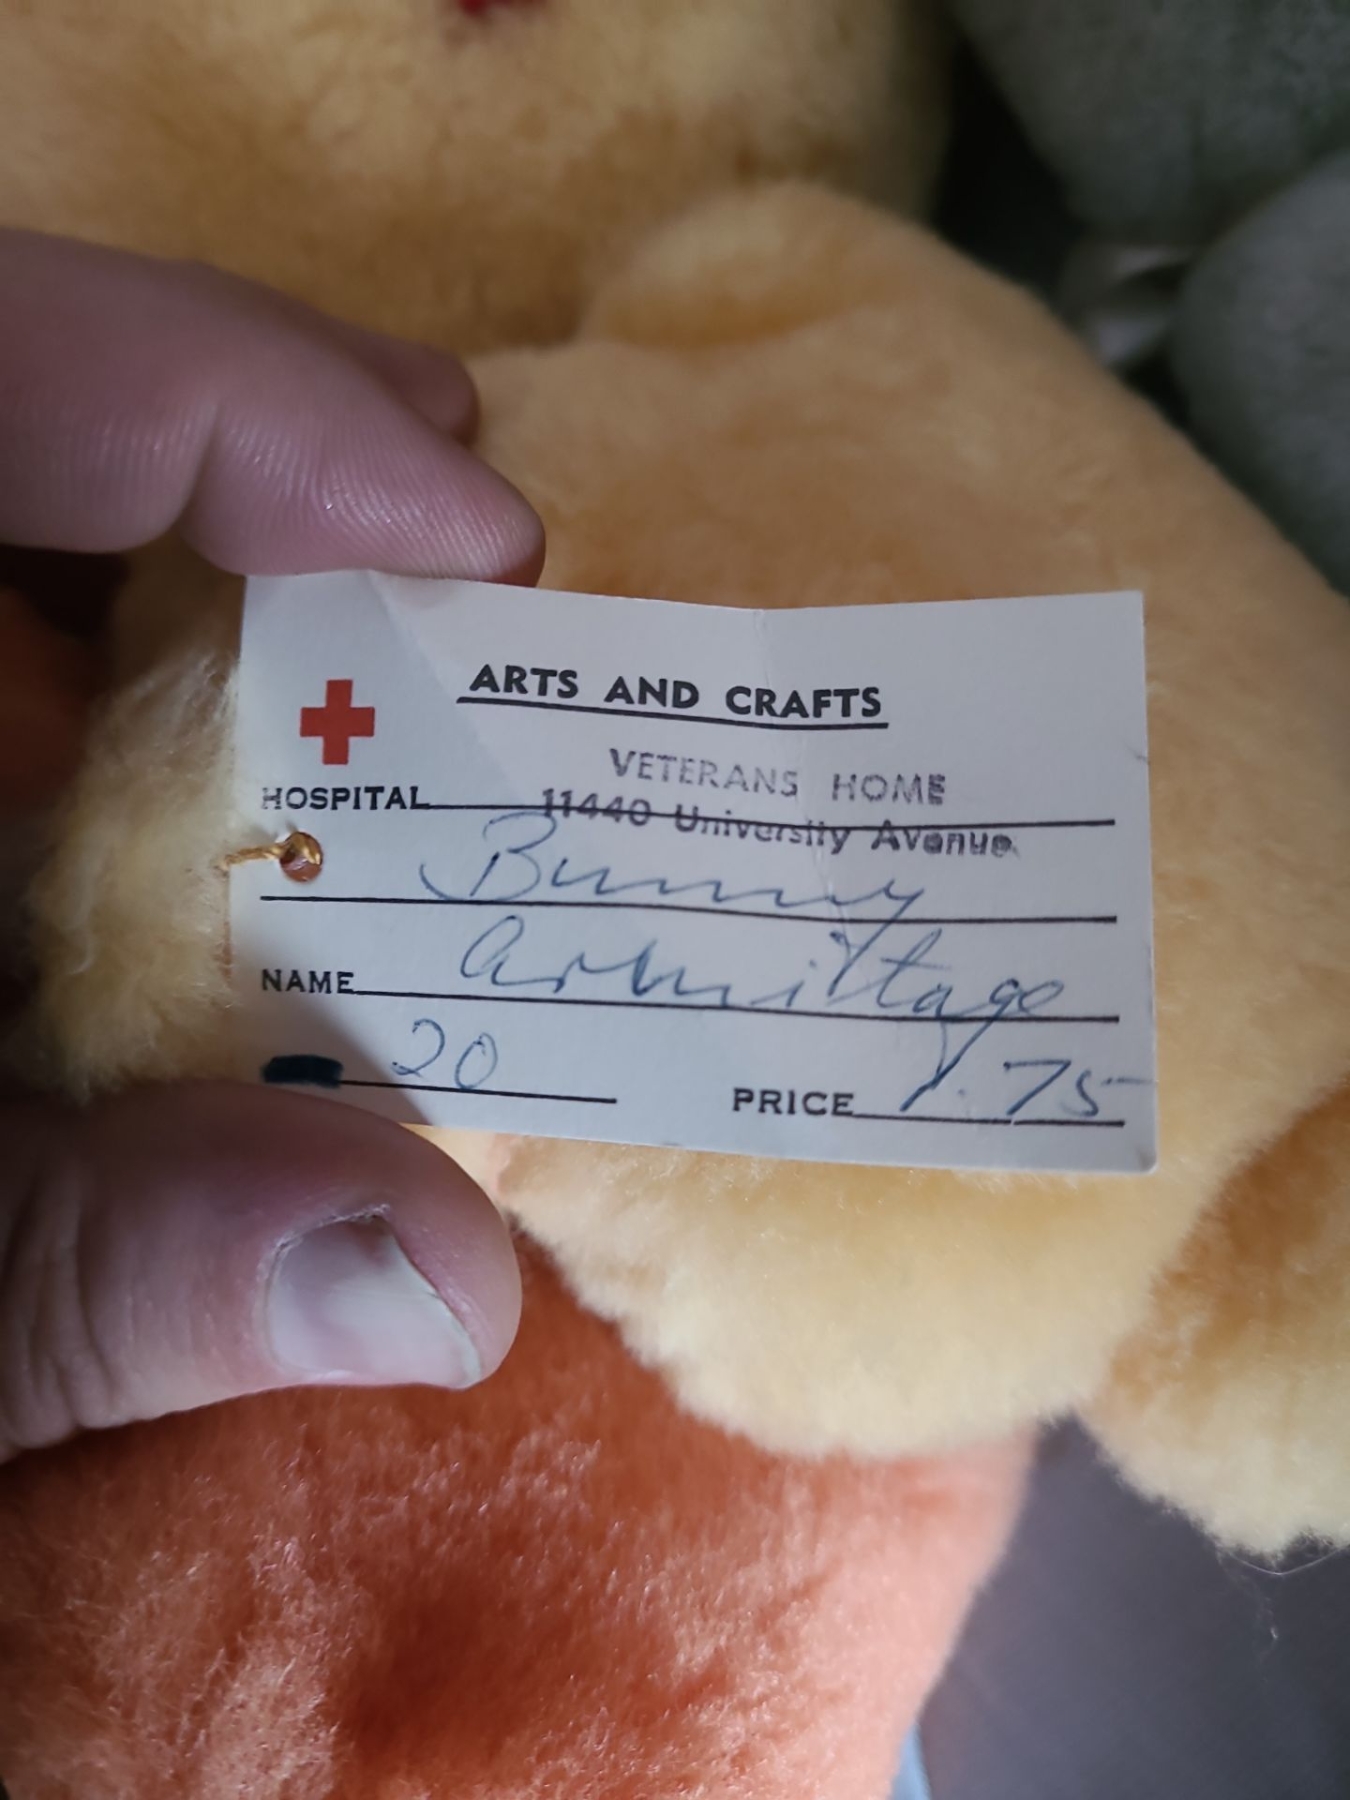 ARTS AND CRAFTS
VETERANS HOME
HOSPITAL 11440 University Avenue
Bunny
NAME Armitage
20 PRICE 1.75